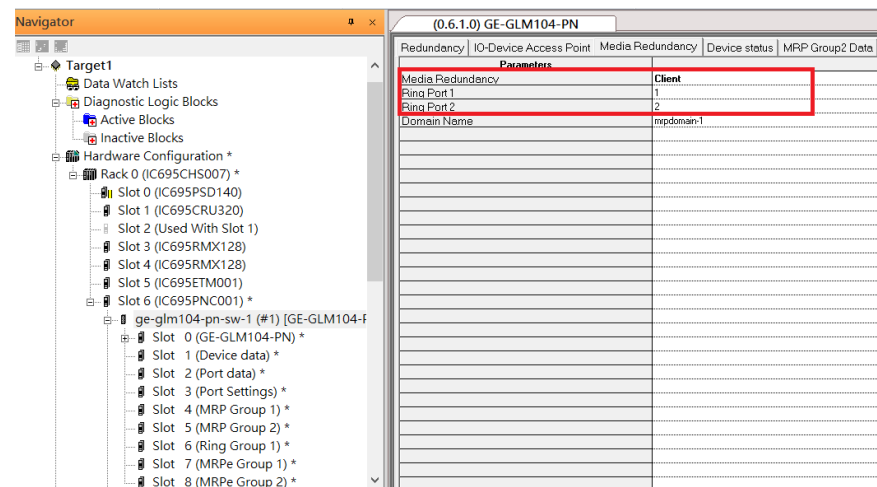 Navigator
Target1
Data Watch Lists
Diagnostic Logic Blocks
Active Blocks
Inactive Blocks
Hardware Configuration *
Rack 0 (IC695CHS007) *
Slot 0 (IC695PSD140)
Slot 1 (IC695CRU320)
Slot 2 (Used With Slot 1)
Slot 3 (IC695RMX128)
Slot 4 (IC695RMX128)
Slot 5 (IC695ETM001)
Slot 6 (IC695PNC001) *
ge-glm104-pn-sw-1 (#1) [GE-GLM104-F
Slot 0 (GE-GLM104-PN) *
Slot 1 (Device data) *
Slot 2 (Port data) *
Slot 3 (Port Settings) *
Slot 4 (MRP Group 1) *
Slot 5 (MRP Group 2) *
Slot 6 (Ring Group 1) *
Slot 7 (MRPe Group 1) *
Slot 8 (MRPe Group 2) *
(0.6.1.0) GE-GLM104-PN
Redundancy IO-Device Access Point Media Redundancy Device status MRP Group2 Data
Parameters
Media Redundancy Client
Ring Port 1 1
Ring Port 2 2
Domain Name mrpdomain-1